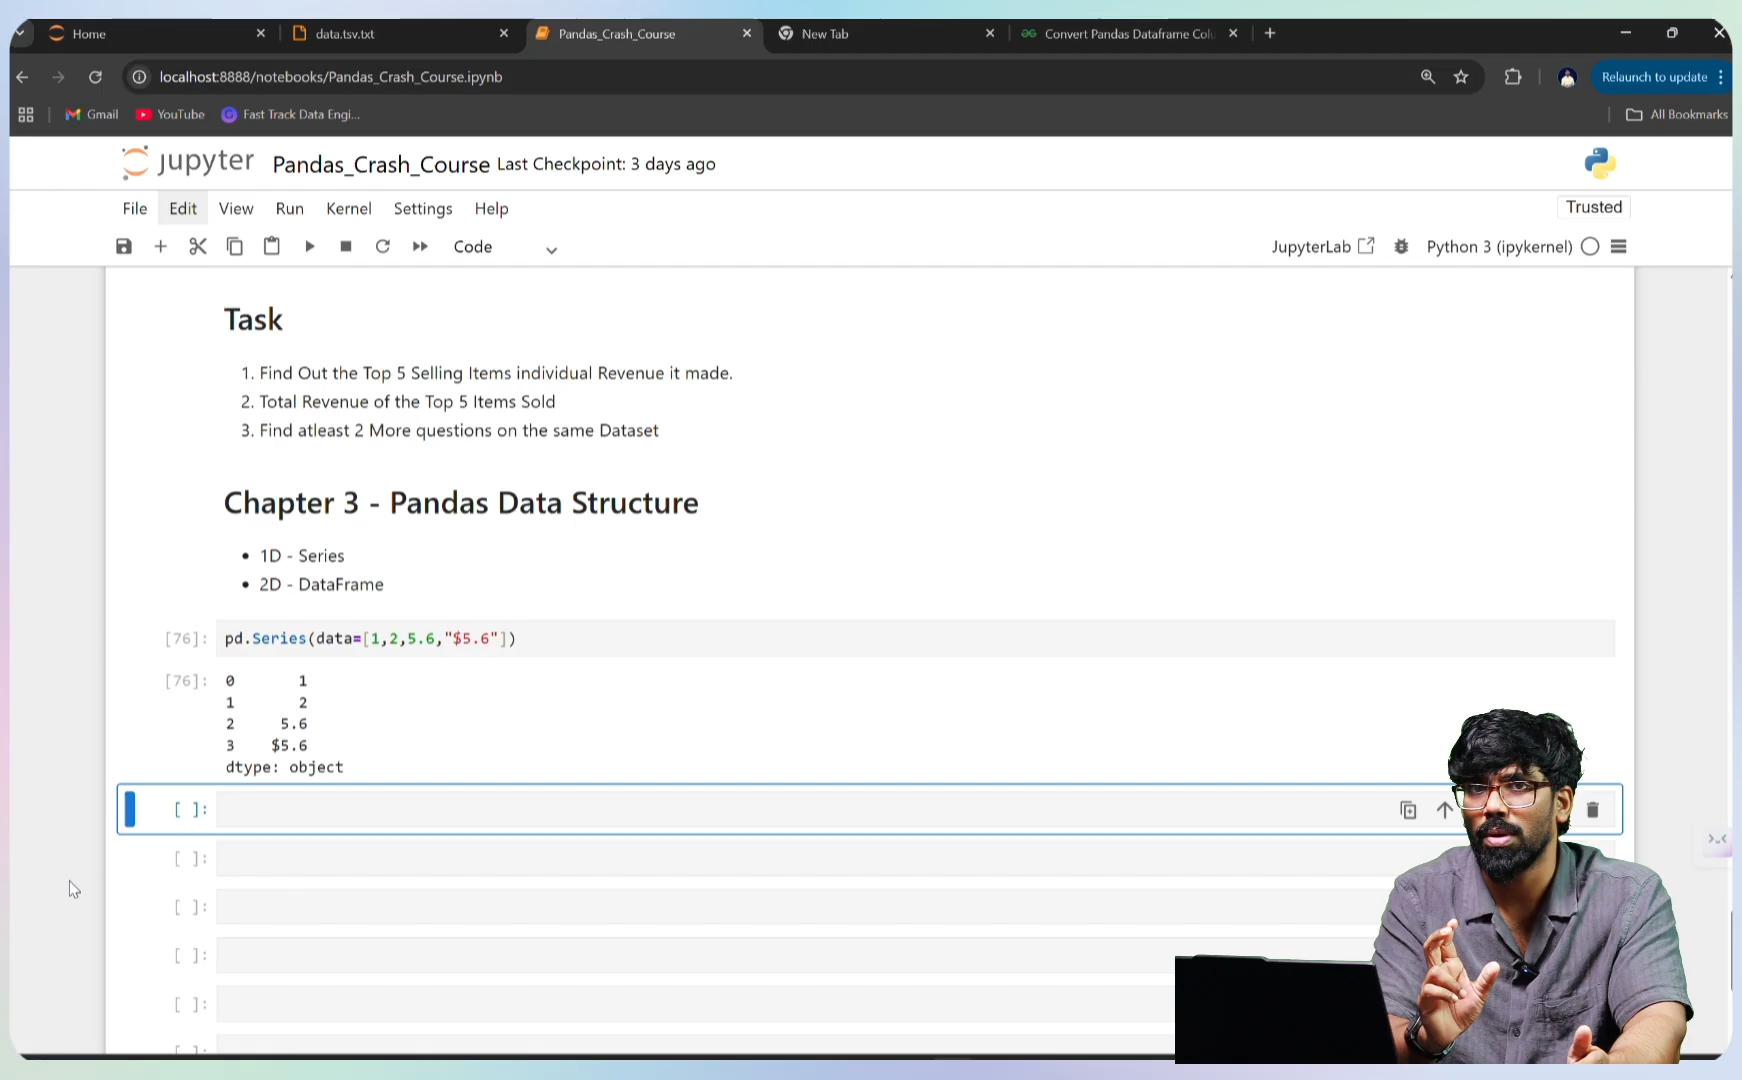 Home
data.tsv.txt
Pandas_Crash_Course
New Tab
Convert Pandas Dataframe Col
localhost:8888/notebooks/Pandas_Crash_Course.ipynb
Relaunch to update
Gmail
YouTube
Fast Track Data Engi...
All Bookmarks
jupyter
Pandas_Crash_Course Last Checkpoint: 3 days ago
File Edit View Run Kernel Settings Help
Trusted
Code
JupyterLab
Python 3 (ipykernel)
Task
1. Find Out the Top 5 Selling Items individual Revenue it made.
2. Total Revenue of the Top 5 Items Sold
3. Find atleast 2 More questions on the same Dataset
Chapter 3 - Pandas Data Structure
• 1D - Series
• 2D - DataFrame
[76]: pd.Series(data=[1,2,5.6,"$5.6"])
[76]: 0 1
1 2
2 5.6
3 $5.6
dtype: object
[ ]:
[ ]:
[ ]:
[ ]:
[ ]:
[ ]: